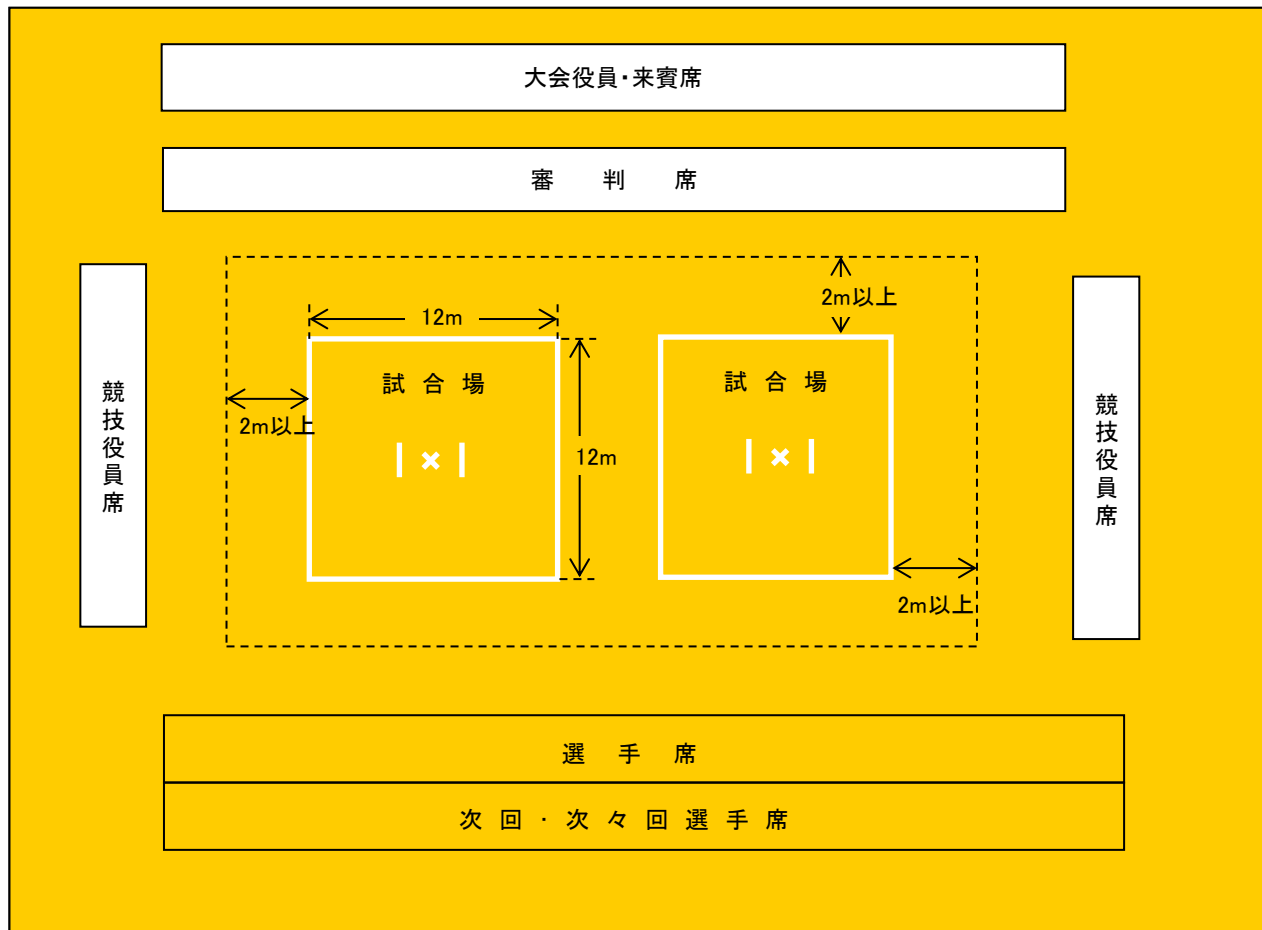 大会役員・来賓席
審判席
2m以上
12m
試合場
試合場
競技役員席
2m以上
12m
競技役員席
2m以上
選手席
次回・次々回選手席